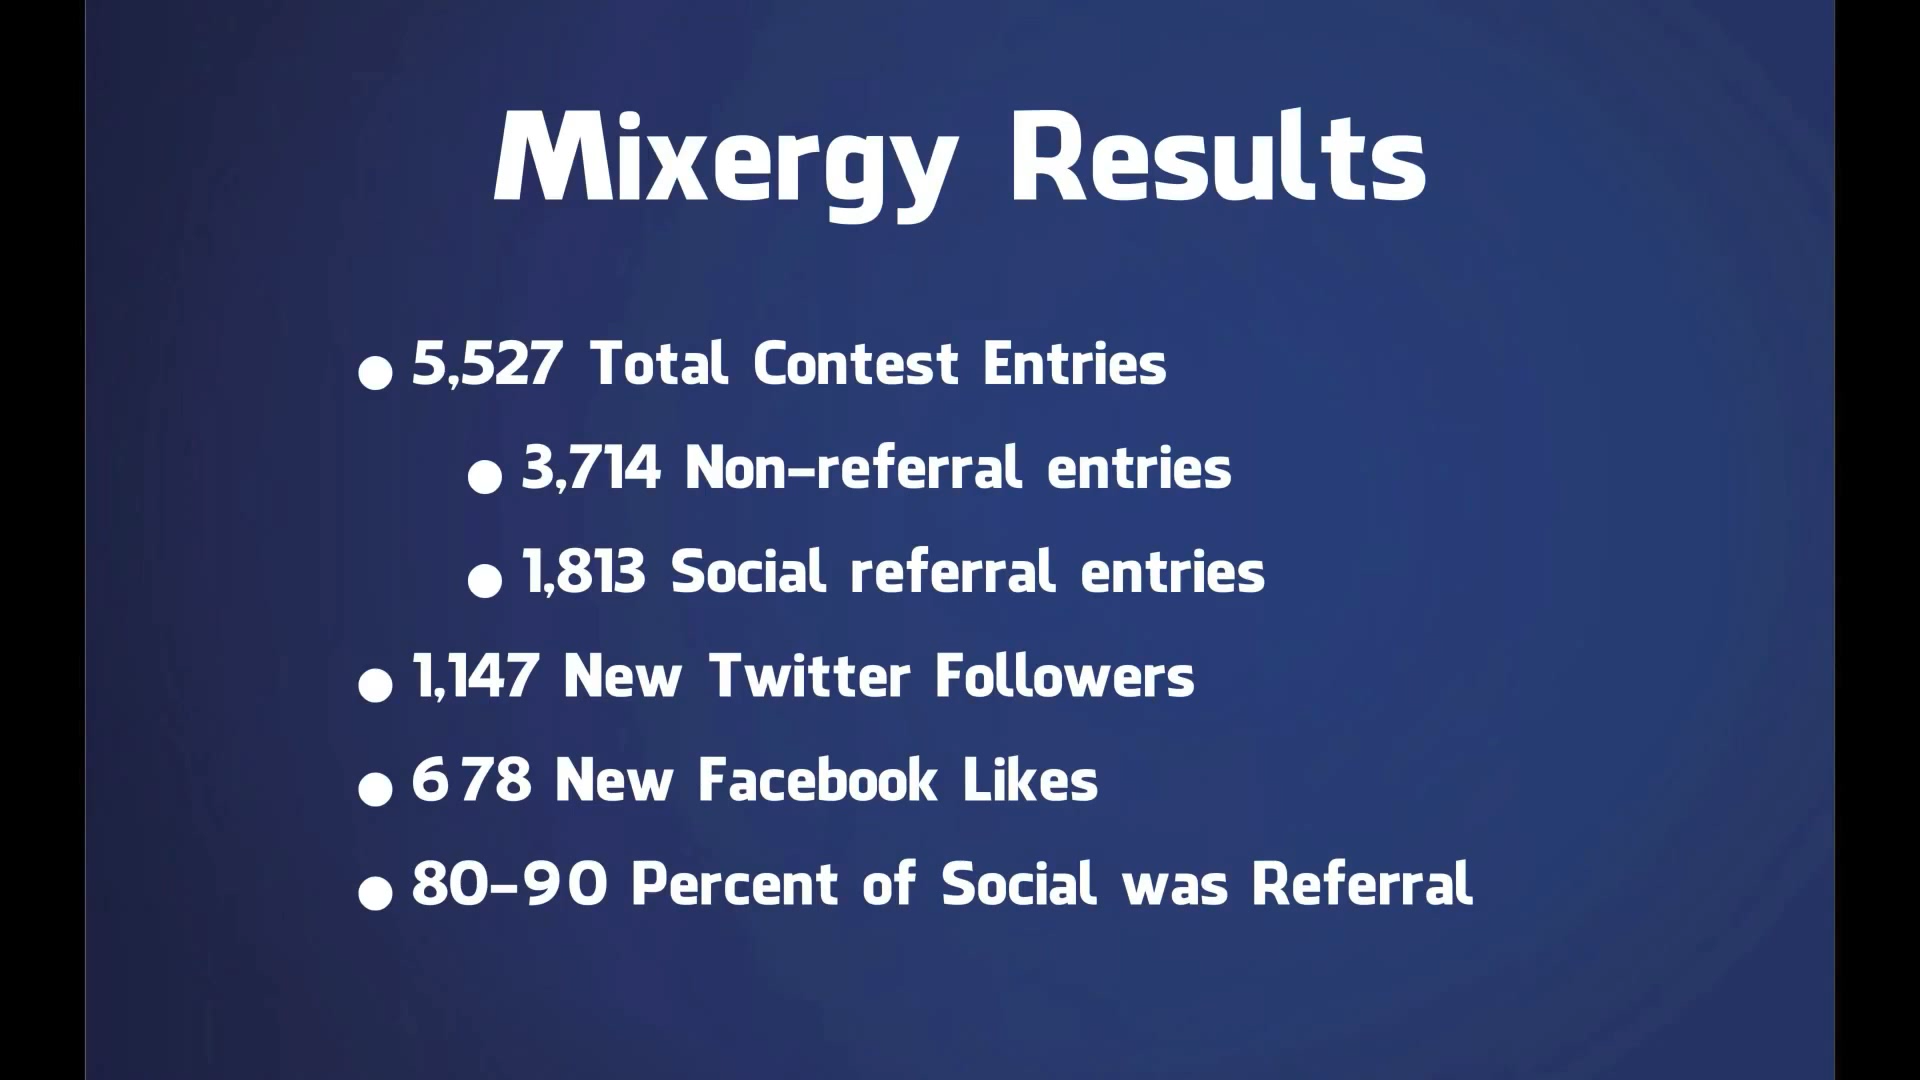 Mixergy Results
5,527 Total Contest Entries
3,714 Non-referral entries
1,813 Social referral entries
1,147 New Twitter Followers
678 New Facebook Likes
80-90 Percent of Social was Referral